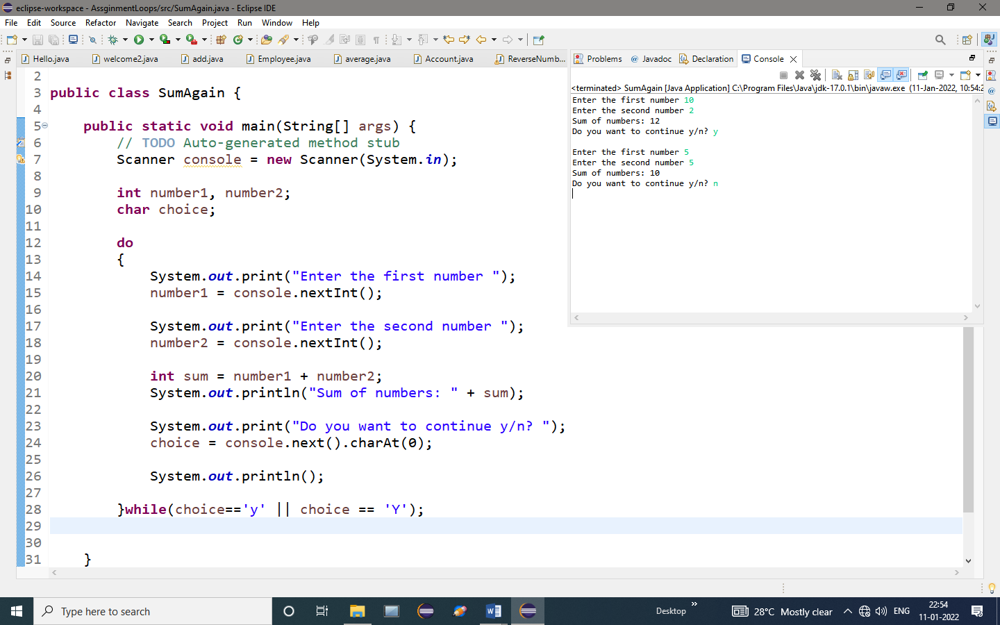 eclipse-workspace - AssginmentLoops/src/SumAgain.java - Eclipse IDE
File Edit Source Refactor Navigate Search Project Run Window Help
Hello.java welcome2.java add.java Employee.java average.java Account.java ReverseNumb...
2
3 public class SumAgain {
4
5 public static void main(String[] args) {
6 // TODO Auto-generated method stub
7 Scanner console = new Scanner(System.in);
8
9 int number1, number2;
10 char choice;
11
12 do
13 {
14 System.out.print("Enter the first number ");
15 number1 = console.nextInt();
16
17 System.out.print("Enter the second number ");
18 number2 = console.nextInt();
19
20 int sum = number1 + number2;
21 System.out.println("Sum of numbers: " + sum);
22
23 System.out.print("Do you want to continue y/n? ");
24 choice = console.next().charAt(0);
25
26 System.out.println();
27
28 }while(choice=='y' || choice == 'Y');
29
30
31 }
Problems Javadoc Declaration Console
<terminated> SumAgain [Java Application] C:\Program Files\Java\jdk-17.0.1\bin\javaw.exe (11-Jan-2022, 10:54:2
Enter the first number 10
Enter the second number 2
Sum of numbers: 12
Do you want to continue y/n? y
Enter the first number 5
Enter the second number 5
Sum of numbers: 10
Do you want to continue y/n? n
Type here to search
Desktop
28°C Mostly clear
ENG
22:54
11-01-2022